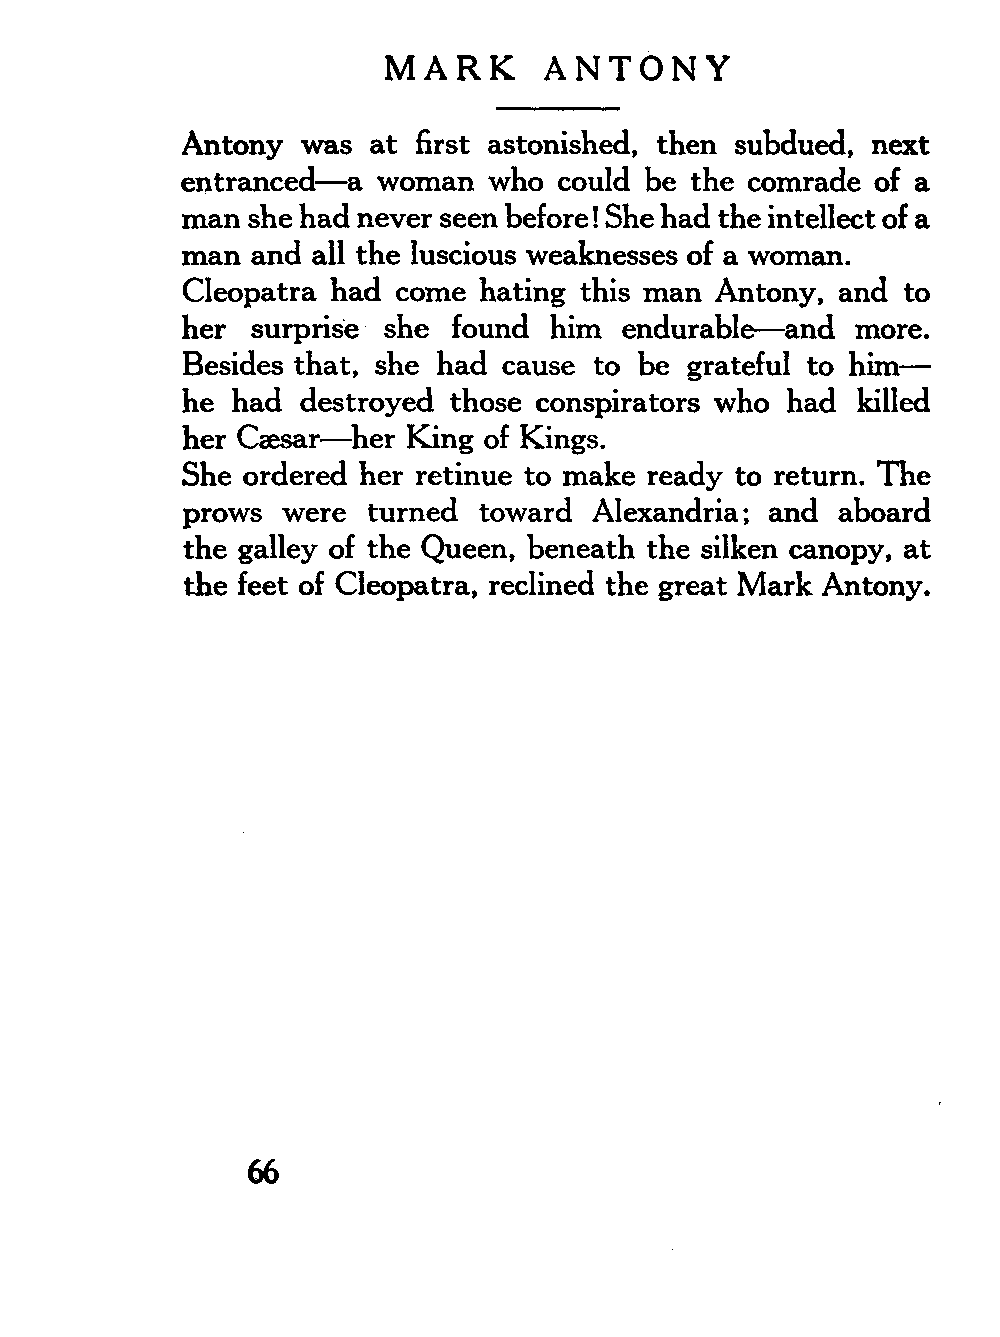 MARK ANTONY
Antony was at first astonished, then subdued, next
entranced—a woman who could be the comrade of a
man she had never seen before! She had the intellect of a
man and all the luscious weaknesses of a woman.
Cleopatra had come hating this man Antony, and to
her surprise she found him endurable—and more.
Besides that, she had cause to be grateful to him—
he had destroyed those conspirators who had killed
her Cæsar—her King of Kings.
She ordered her retinue to make ready to return. The
prows were turned toward Alexandria; and aboard
the galley of the Queen, beneath the silken canopy, at
the feet of Cleopatra, reclined the great Mark Antony.
66